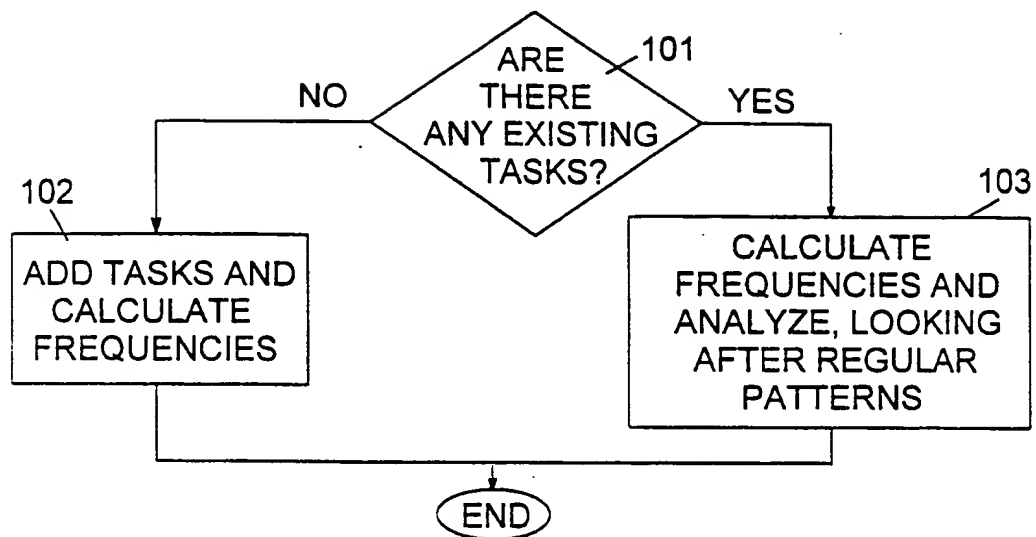 101
ARE
THERE
ANY EXISTING
TASKS?
NO
YES
102
ADD TASKS AND
CALCULATE
FREQUENCIES
103
CALCULATE
FREQUENCIES AND
ANALYZE, LOOKING
AFTER REGULAR
PATTERNS
END